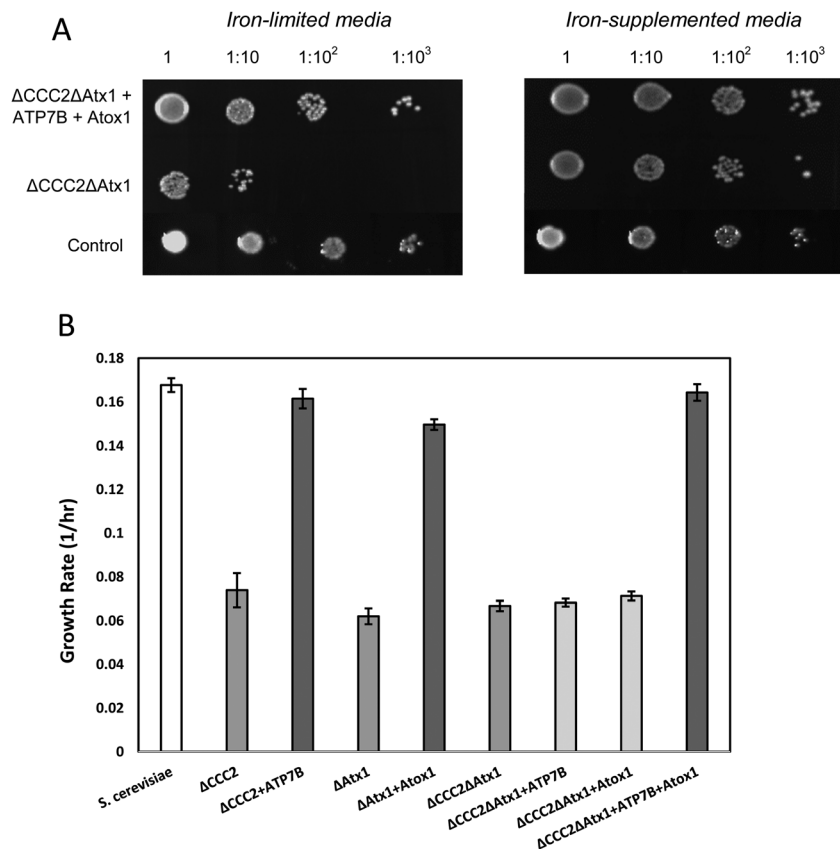 A
Iron-limited media
Iron-supplemented media
1 1:10 1:10² 1:10³
1 1:10 1:10² 1:10³
ΔCCC2ΔAtx1 +
ATP7B + Atox1
ΔCCC2ΔAtx1
Control
B
Growth Rate (1/hr)
0.18
0.16
0.14
0.12
0.1
0.08
0.06
0.04
0.02
0
S. cerevisiae
ΔCCC2
ΔCCC2+ATP7B
ΔAtx1
ΔAtx1+Atox1
ΔCCC2ΔAtx1
ΔCCC2ΔAtx1+ATP7B
ΔCCC2ΔAtx1+Atox1
ΔCCC2ΔAtx1+ATP7B+Atox1